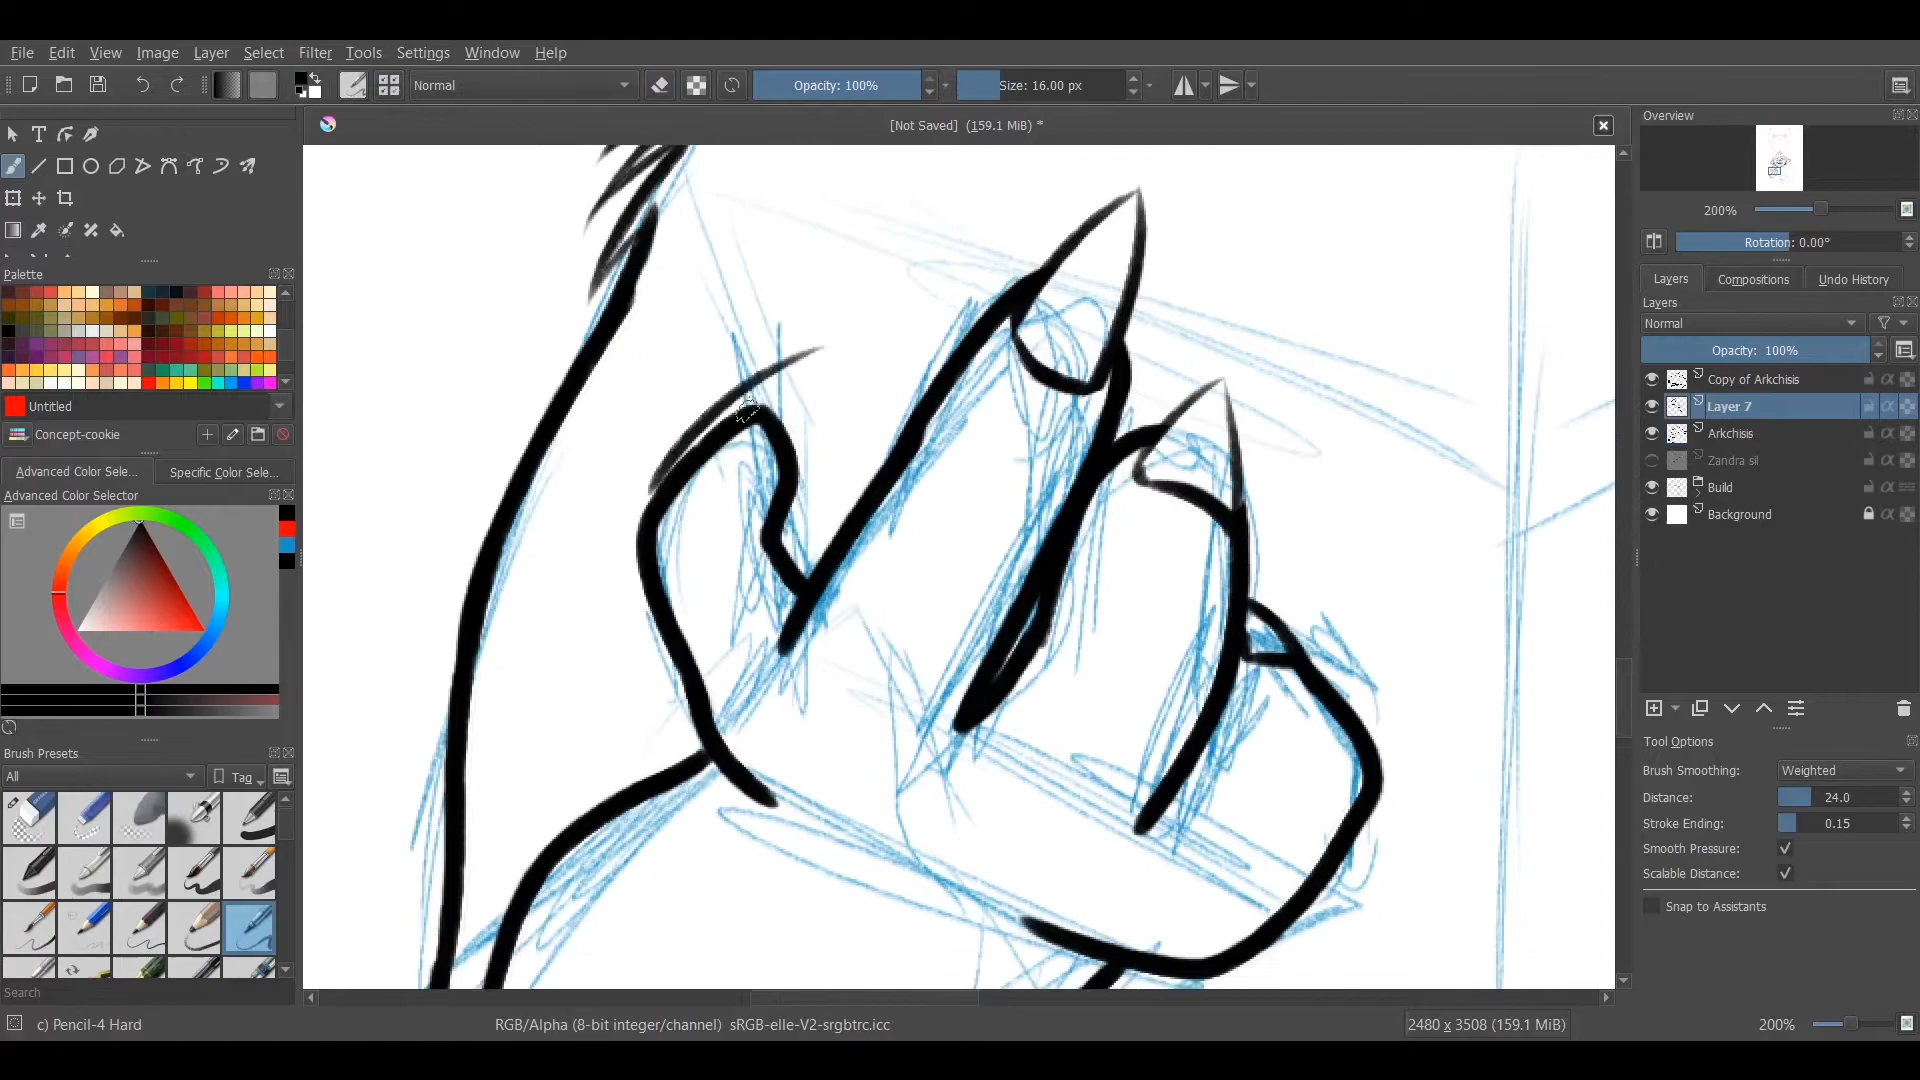 File Edit View Image Layer Select Filter Tools Settings Window Help
Normal Opacity: 100% Size: 16.00 px
[Not Saved] (159.1 MiB) *
Overview
200%
Rotation: 0.00°
Palette
Untitled
Concept-cookie
Advanced Color Sele... Specific Color Selec...
Advanced Color Selector
Brush Presets
All Tag
Search
Layers Compositions Undo History
Layers
Normal
Opacity: 100%
Copy of Arkchisis
Layer 7
Arkchisis
Zandra sil
Build
Background
Tool Options
Brush Smoothing: Weighted
Distance: 24.0
Stroke Ending: 0.15
Smooth Pressure: ✓
Scalable Distance: ✓
Snap to Assistants
c) Pencil-4 Hard RGB/Alpha (8-bit integer/channel) sRGB-elle-V2-srgbtrc.icc 2480 x 3508 (159.1 MiB) 200%